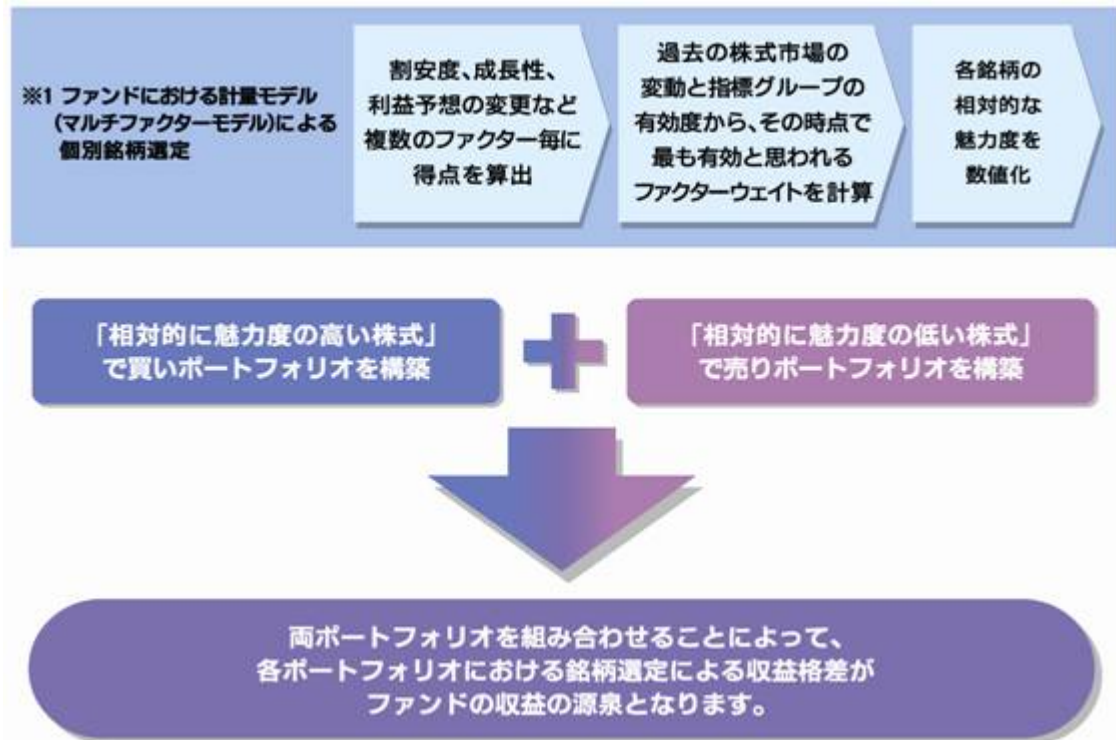 ※1 ファンドにおける計量モデル
(マルチファクターモデル)による
個別銘柄選定
割安度、成長性、
利益予想の変更など
複数のファクター毎に
得点を算出
過去の株式市場の
変動と指標グループの
有効度から、その時点で
最も有効と思われる
ファクターウェイトを計算
各銘柄の
相対的な
魅力度を
数値化
「相対的に魅力度の高い株式」
で買いポートフォリオを構築
「相対的に魅力度の低い株式」
で売りポートフォリオを構築
両ポートフォリオを組み合わせることによって、
各ポートフォリオにおける銘柄選定による収益格差が
ファンドの収益の源泉となります。